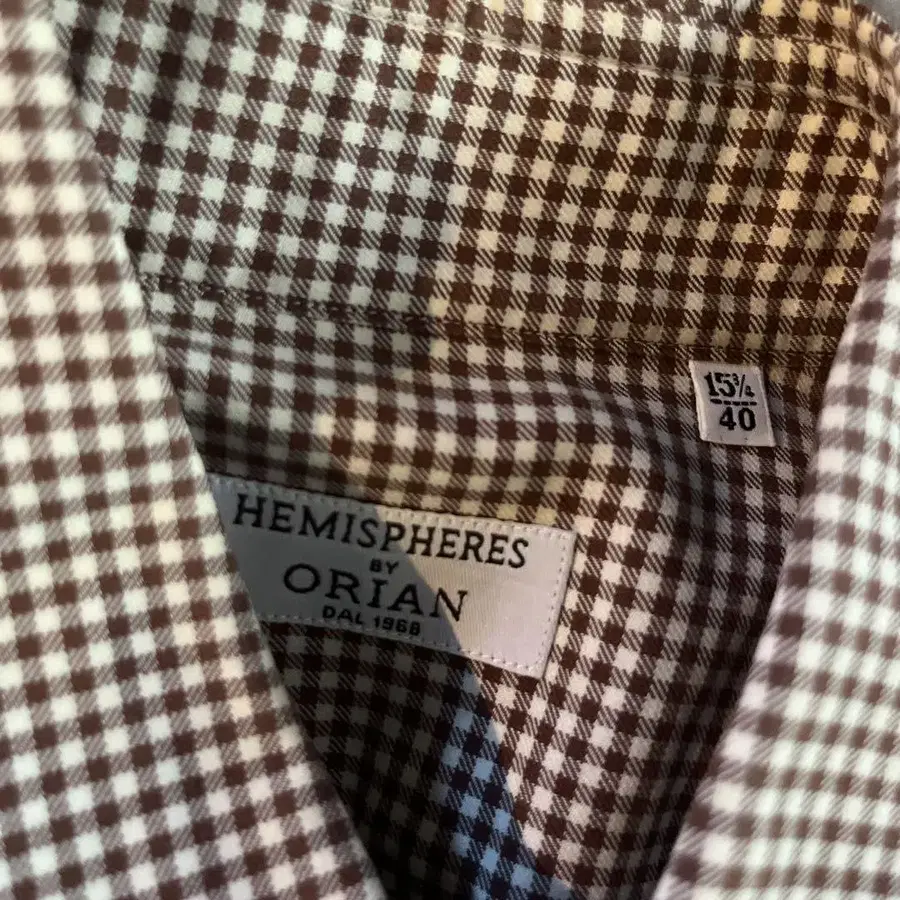 15¾
40
HEMISPHERES
BY
ORIAN
DAL 1968